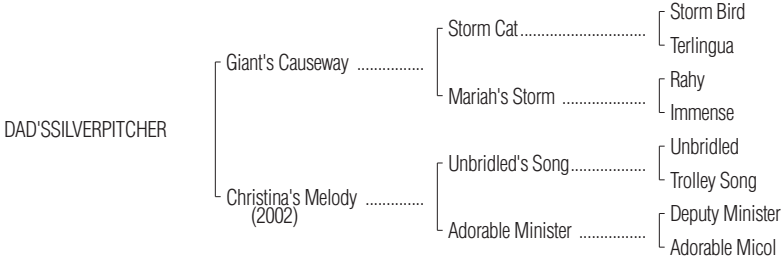 Storm Bird
Storm Cat..............................
Terlingua
Giant's Causeway ................
Rahy
Mariah's Storm ....................
Immense
DAD'SSILVERPITCHER
Unbridled
Unbridled's Song..................
Trolley Song
Christina's Melody ..............
(2002)
Deputy Minister
Adorable Minister ................
Adorable Micol